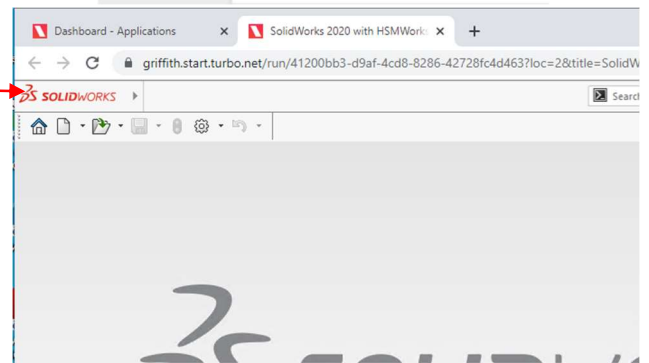 Dashboard - Applications
SolidWorks 2020 with HSMWork
griffith.start.turbo.net/run/41200bb3-d9af-4cd8-8286-42728fc4d463?loc=2&title=SolidW
SOLIDWORKS
Search